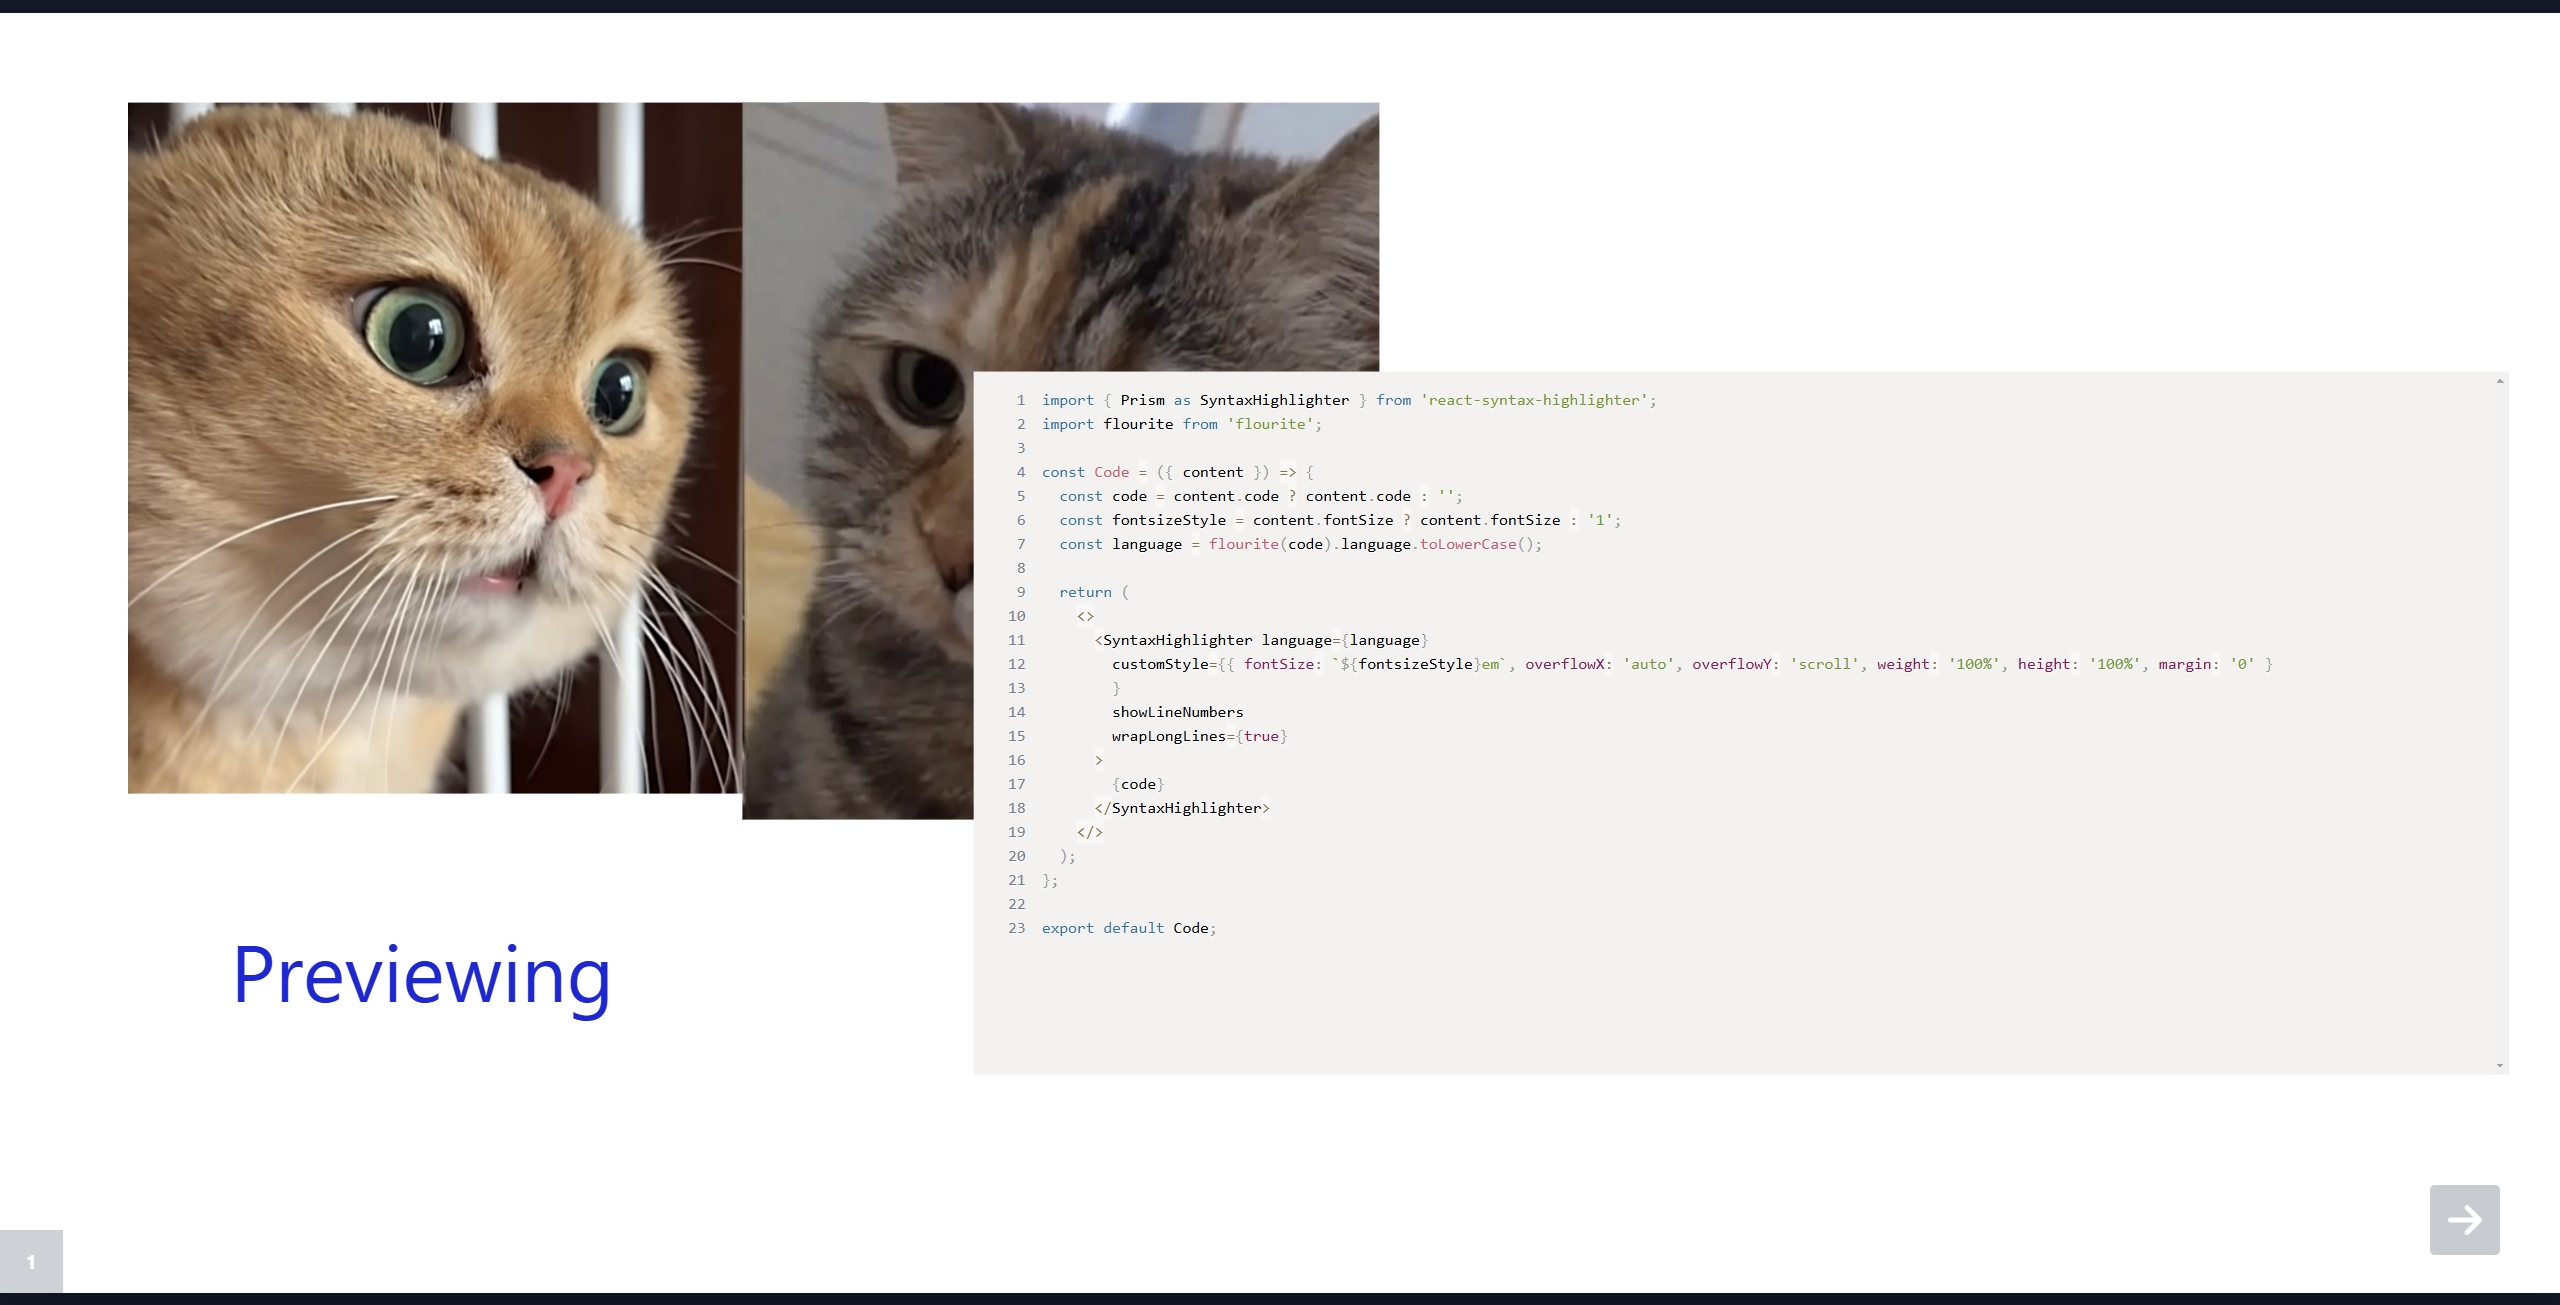 1 import { Prism as SyntaxHighlighter } from 'react-syntax-highlighter';
2 import flourite from 'flourite';
3
4 const Code = ({ content }) => {
5   const code = content.code ? content.code : '';
6   const fontsizeStyle = content.fontSize ? content.fontSize : '1';
7   const language = flourite(code).language.toLowerCase();
8
9   return (
10     <>
11       <SyntaxHighlighter language={language}
12         customStyle={{ fontSize: `${fontsizeStyle}em`, overflowX: 'auto', overflowY: 'scroll', weight: '100%', height: '100%', margin: '0' }
13         }
14         showLineNumbers
15         wrapLongLines={true}
16       >
17         {code}
18       </SyntaxHighlighter>
19     </>
20   );
21 };
22
23 export default Code;
Previewing
1